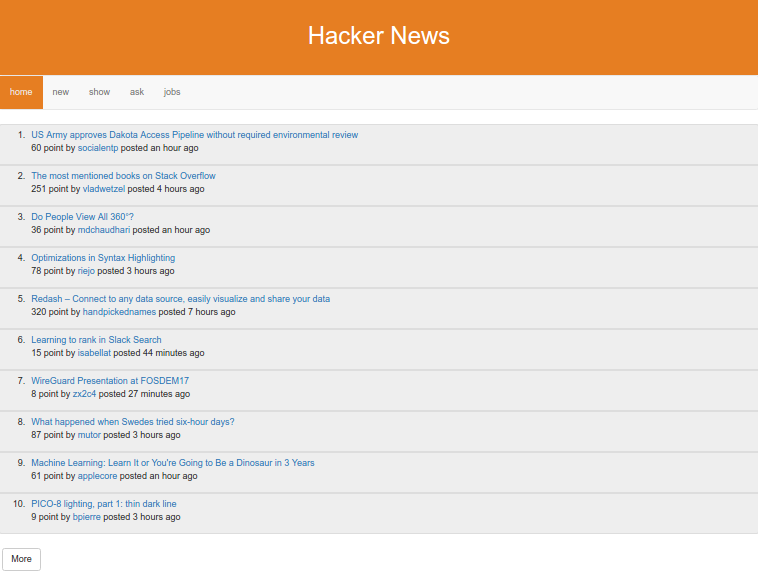 Hacker News
home new show ask jobs
1. US Army approves Dakota Access Pipeline without required environmental review
60 point by socialentp posted an hour ago
2. The most mentioned books on Stack Overflow
251 point by vladwetzel posted 4 hours ago
3. Do People View All 360°?
36 point by mdchaudhari posted an hour ago
4. Optimizations in Syntax Highlighting
78 point by riejo posted 3 hours ago
5. Redash – Connect to any data source, easily visualize and share your data
320 point by handpickednames posted 7 hours ago
6. Learning to rank in Slack Search
15 point by isabellat posted 44 minutes ago
7. WireGuard Presentation at FOSDEM17
8 point by zx2c4 posted 27 minutes ago
8. What happened when Swedes tried six-hour days?
87 point by mutor posted 3 hours ago
9. Machine Learning: Learn It or You're Going to Be a Dinosaur in 3 Years
61 point by applecore posted an hour ago
10. PICO-8 lighting, part 1: thin dark line
9 point by bpierre posted 3 hours ago
More